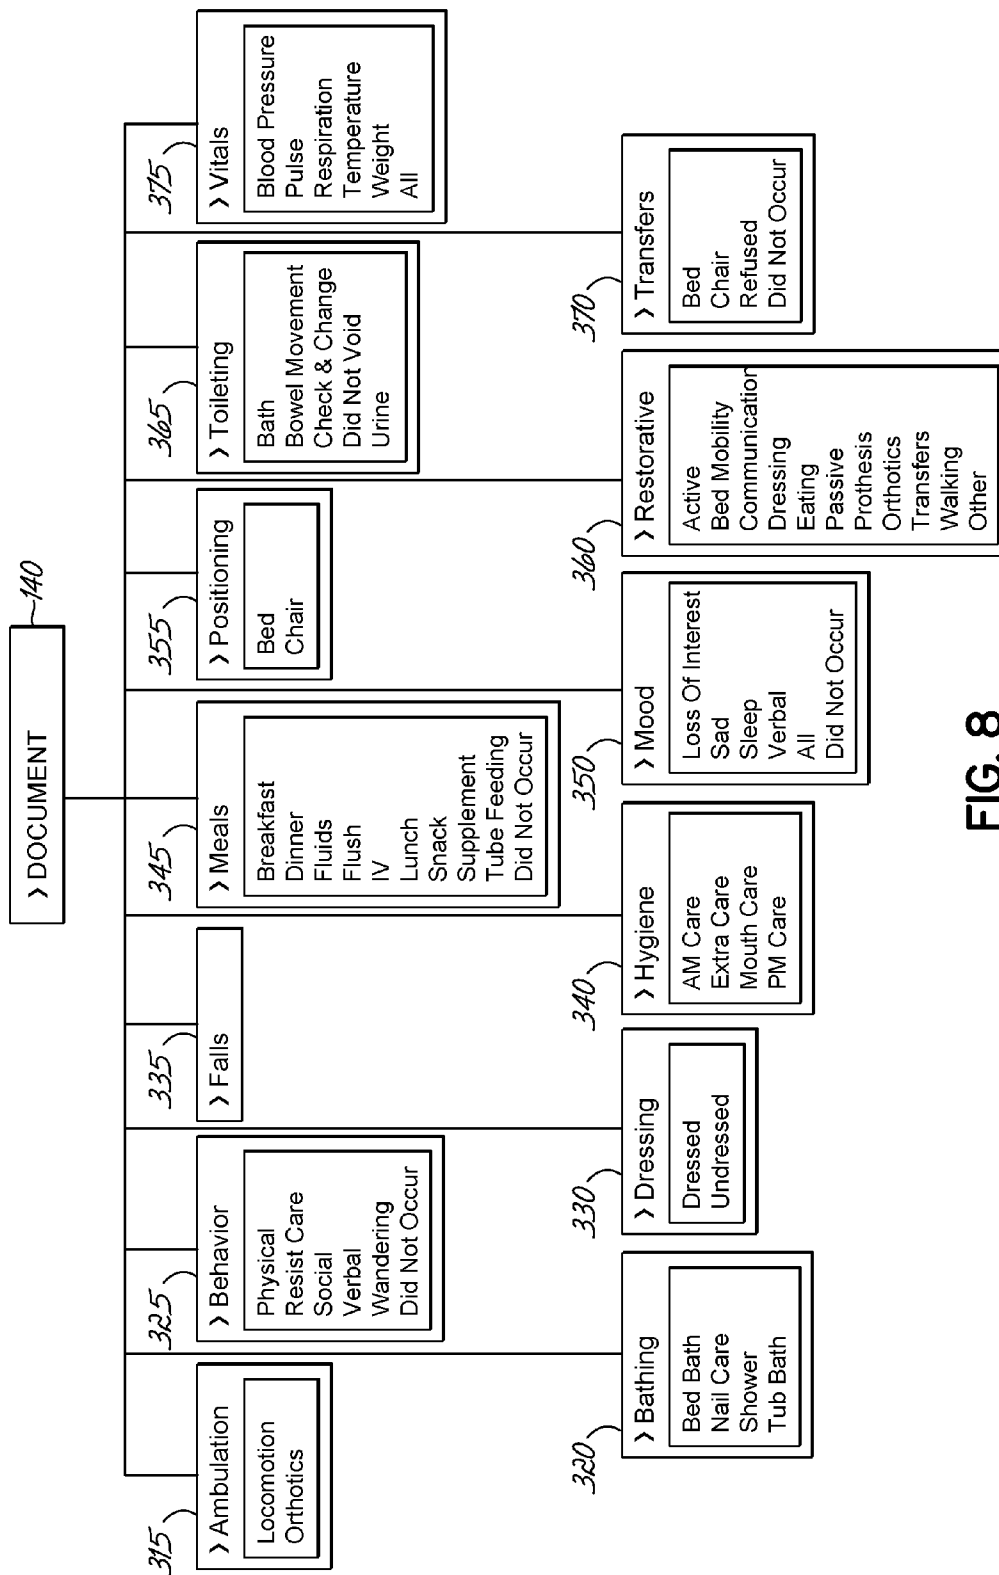 ❯ DOCUMENT
140
315
❯ Ambulation
Locomotion
Orthotics
325
❯ Behavior
Physical
Resist Care
Social
Verbal
Wandering
Did Not Occur
335
❯ Falls
345
❯ Meals
Breakfast
Dinner
Fluids
Flush
IV
Lunch
Snack
Supplement
Tube Feeding
Did Not Occur
355
❯ Positioning
Bed
Chair
365
❯ Toileting
Bath
Bowel Movement
Check & Change
Did Not Void
Urine
375
❯ Vitals
Blood Pressure
Pulse
Respiration
Temperature
Weight
All
320
❯ Bathing
Bed Bath
Nail Care
Shower
Tub Bath
330
❯ Dressing
Dressed
Undressed
340
❯ Hygiene
AM Care
Extra Care
Mouth Care
PM Care
350
❯ Mood
Loss Of Interest
Sad
Sleep
Verbal
All
Did Not Occur
360
❯ Restorative
Active
Bed Mobility
Communication
Dressing
Eating
Passive
Prothesis
Orthotics
Transfers
Walking
Other
370
❯ Transfers
Bed
Chair
Refused
Did Not Occur
FIG. 8